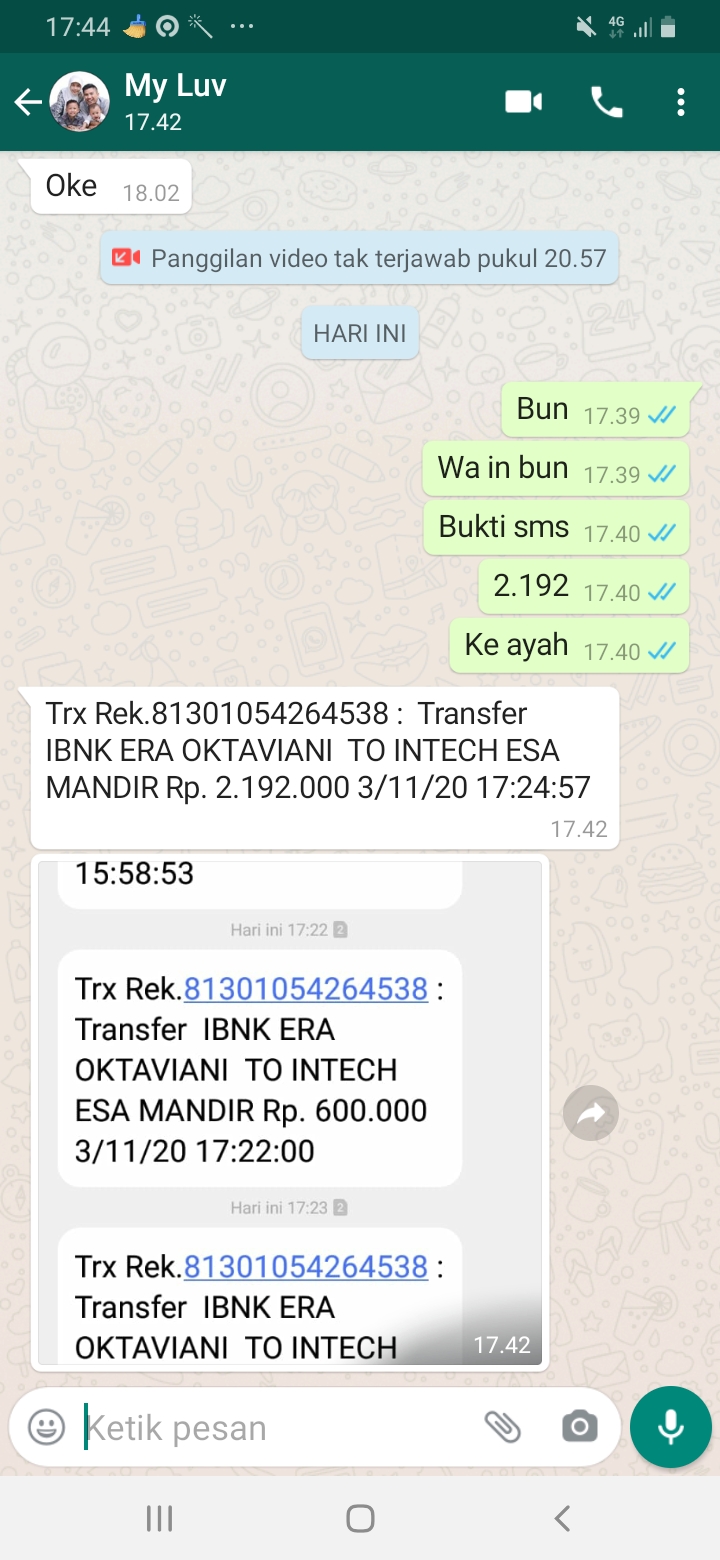 17:44
4G
My Luv
17.42
Oke 18.02
Panggilan video tak terjawab pukul 20.57
24
HARI INI
Bun 17.39
Wa in bun 17.39
Bukti sms 17.40
2.192 17.40
Ke ayah 17.40
Trx Rek.81301054264538 :  Transfer
IBNK ERA OKTAVIANI  TO INTECH ESA
MANDIR Rp. 2.192.000 3/11/20 17:24:57
17.42
15:58:53
Hari ini 17:22 2
Trx Rek.81301054264538 :
Transfer  IBNK ERA
OKTAVIANI  TO INTECH
ESA MANDIR Rp. 600.000
3/11/20 17:22:00
Hari ini 17:23 2
Trx Rek.81301054264538 :
Transfer  IBNK ERA
OKTAVIANI  TO INTECH
17.42
Ketik pesan